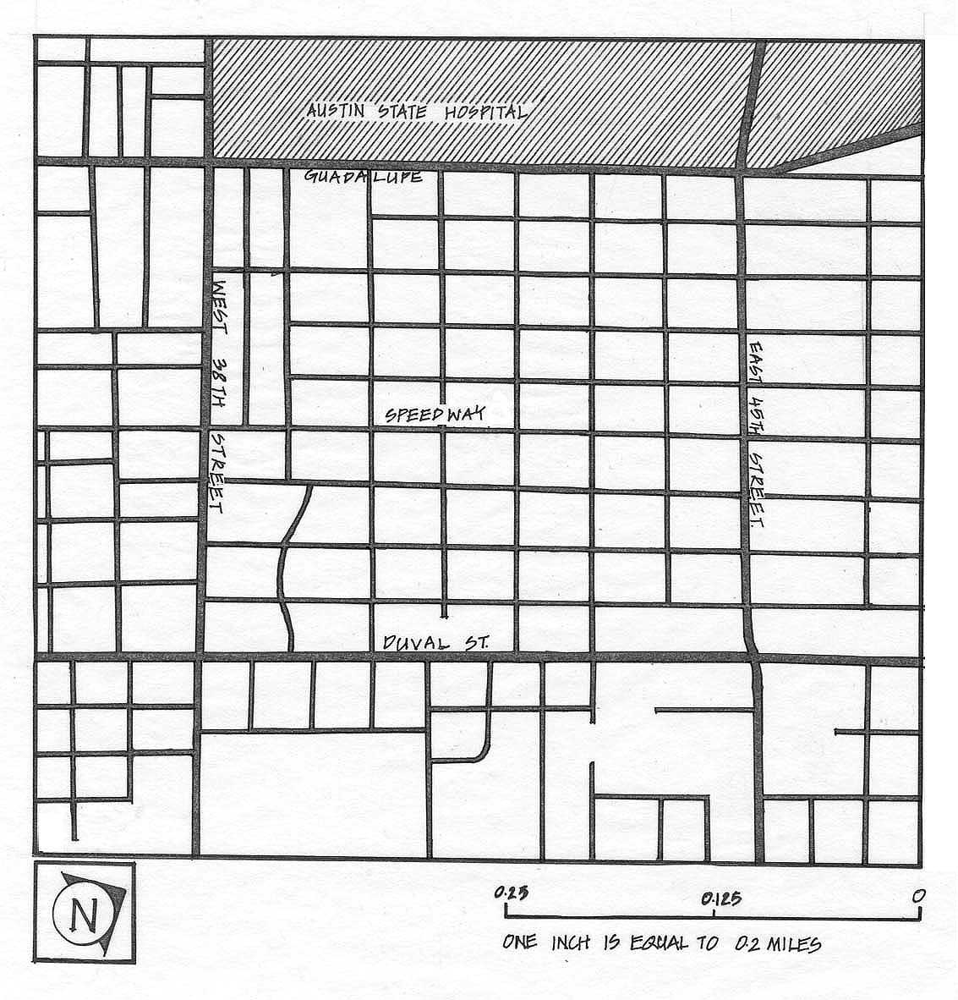 AUSTIN STATE HOSPITAL
GUADALUPE
WEST 38TH STREET
EAST 45TH STREET.
SPEEDWAY
DUVAL ST.
N
0.25 0.125 0
ONE INCH IS EQUAL TO 0.2 MILES